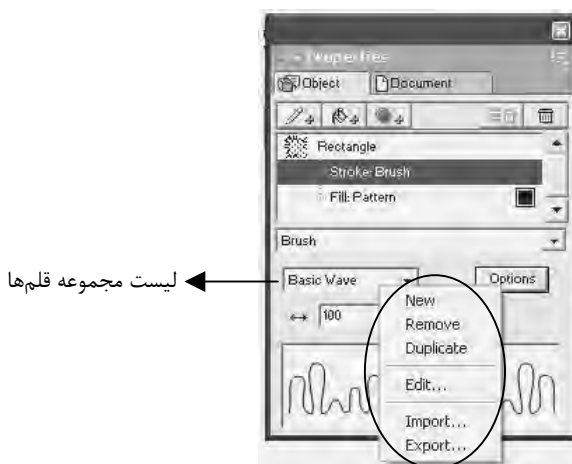 Properties
Object Document
Rectangle
Stroke: Brush
Fill: Pattern
Brush
لیست مجموعه قلم‌ها
Basic Wave Options
100
New
Remove
Duplicate
Edit...
Import...
Export...